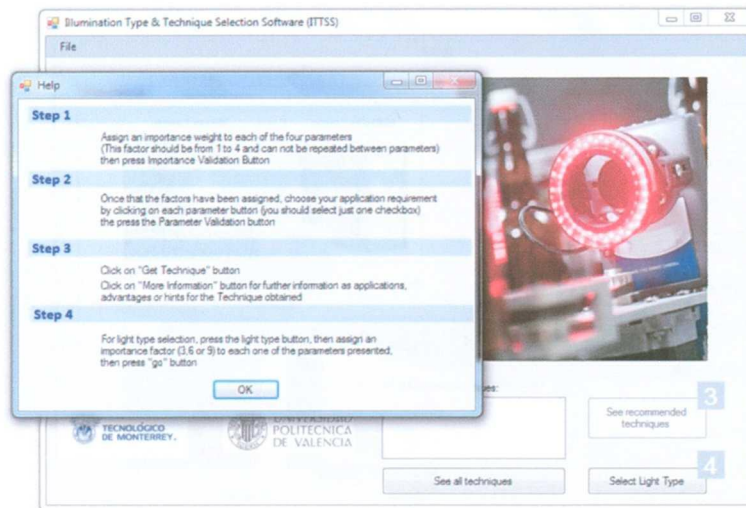 Illumination Type & Technique Selection Software (ITTSS)
File
Help
Step 1
Assign an importance weight to each of the four parameters
(This factor should be from 1 to 4 and can not be repeated between parameters)
then press Importance Validation Button
Step 2
Once that the factors have been assigned, choose your application requirement
by clicking on each parameter button (you should select just one checkbox)
the press the Parameter Validation button
Step 3
Click on "Get Technique" button
Click on "More Information" button for further information as applications,
advantages or hints for the Technique obtained
Step 4
For light type selection, press the light type button, then assign an
importance factor (3,6 or 9) to each one of the parameters presented,
then press "go" button
OK
TECNOLÓGICO
DE MONTERREY.
UNIVERSIDAD
POLITECNICA
DE VALENCIA
See recommended
techniques
3
See all techniques
Select Light Type
4